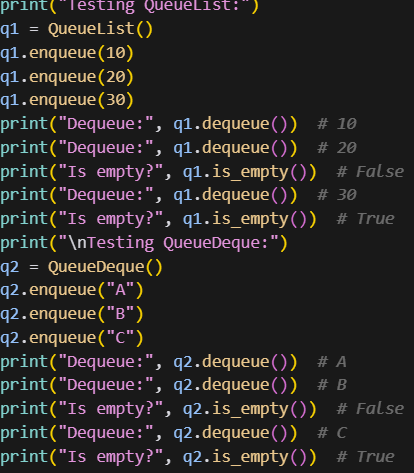 print("Testing QueueList:")
q1 = QueueList()
q1.enqueue(10)
q1.enqueue(20)
q1.enqueue(30)
print("Dequeue:", q1.dequeue())  # 10
print("Dequeue:", q1.dequeue())  # 20
print("Is empty?", q1.is_empty())  # False
print("Dequeue:", q1.dequeue())  # 30
print("Is empty?", q1.is_empty())  # True
print("\nTesting QueueDeque:")
q2 = QueueDeque()
q2.enqueue("A")
q2.enqueue("B")
q2.enqueue("C")
print("Dequeue:", q2.dequeue())  # A
print("Dequeue:", q2.dequeue())  # B
print("Is empty?", q2.is_empty())  # False
print("Dequeue:", q2.dequeue())  # C
print("Is empty?", q2.is_empty())  # True